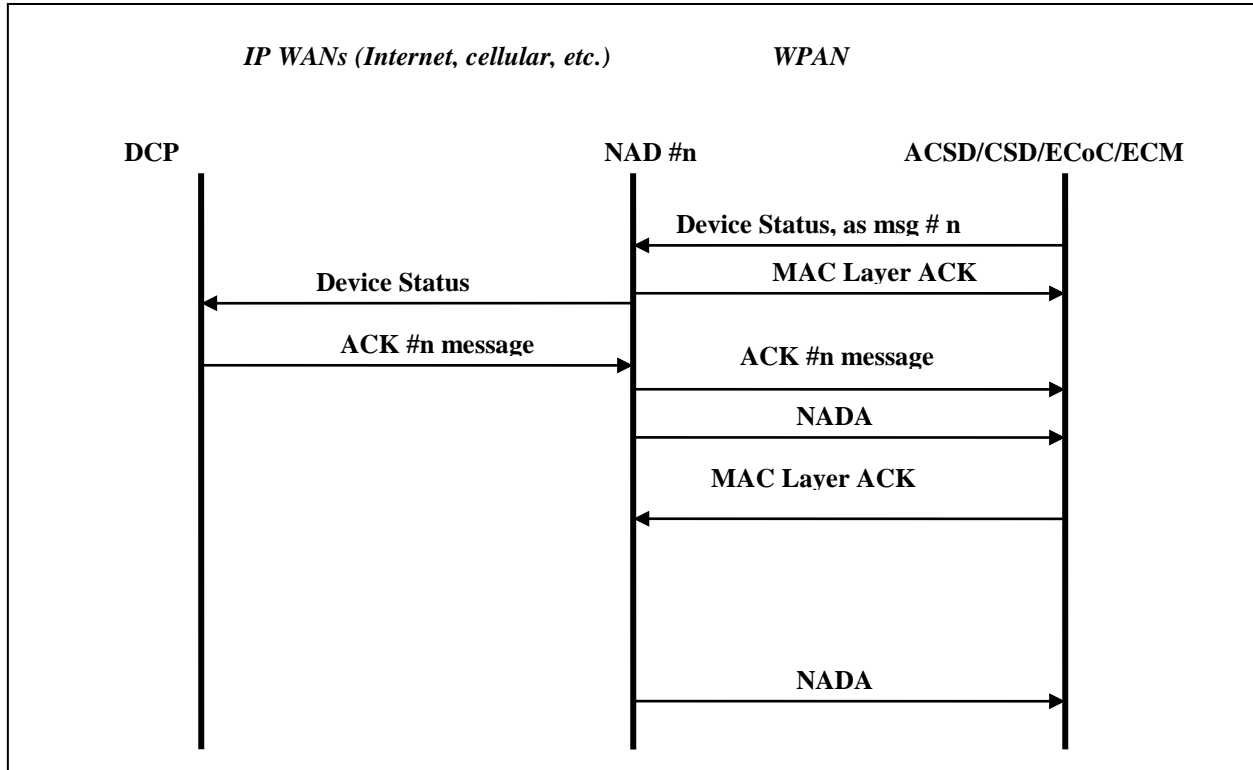 IP WANs (Internet, cellular, etc.) WPAN
DCP NAD #n ACSD/CSD/ECoC/ECM
Device Status, as msg # n
MAC Layer ACK
Device Status
ACK #n message
ACK #n message
NADA
MAC Layer ACK
NADA